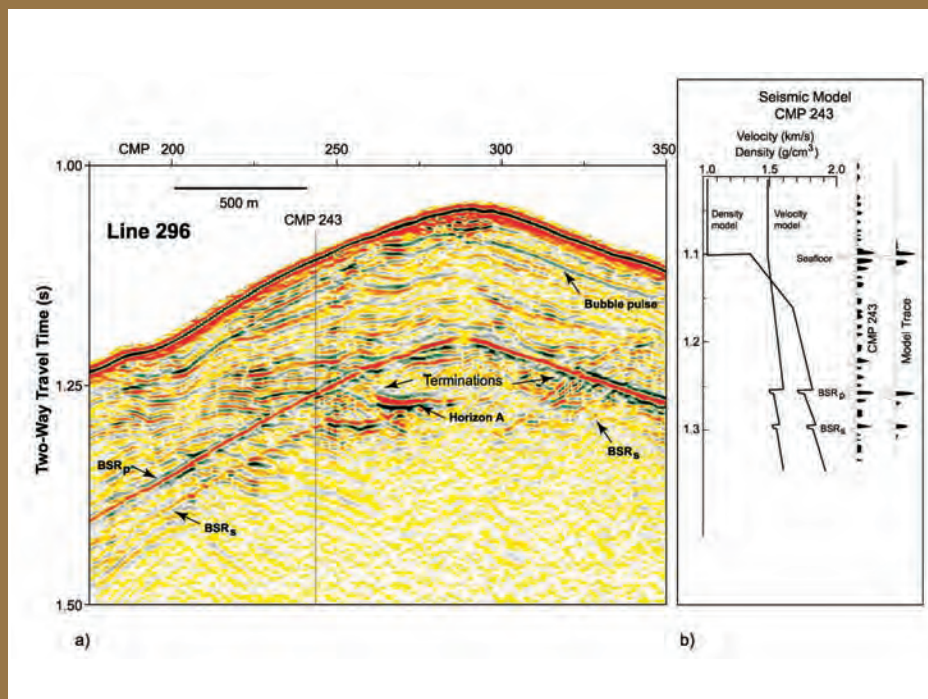 CMP 200 250 300 350
1.00
500 m
CMP 243
Line 296
Bubble pulse
1.25
Terminations
Horizon A
BSRp
BSRs
BSRs
1.50
Two-Way Travel Time (s)
a)
Seismic Model
CMP 243
Velocity (km/s)
Density (g/cm³)
1.0 1.5 2.0
Density
model
Velocity
model
1.1
Seafloor
1.2
BSRp
BSRs
1.3
CMP 243
Model Trace
b)